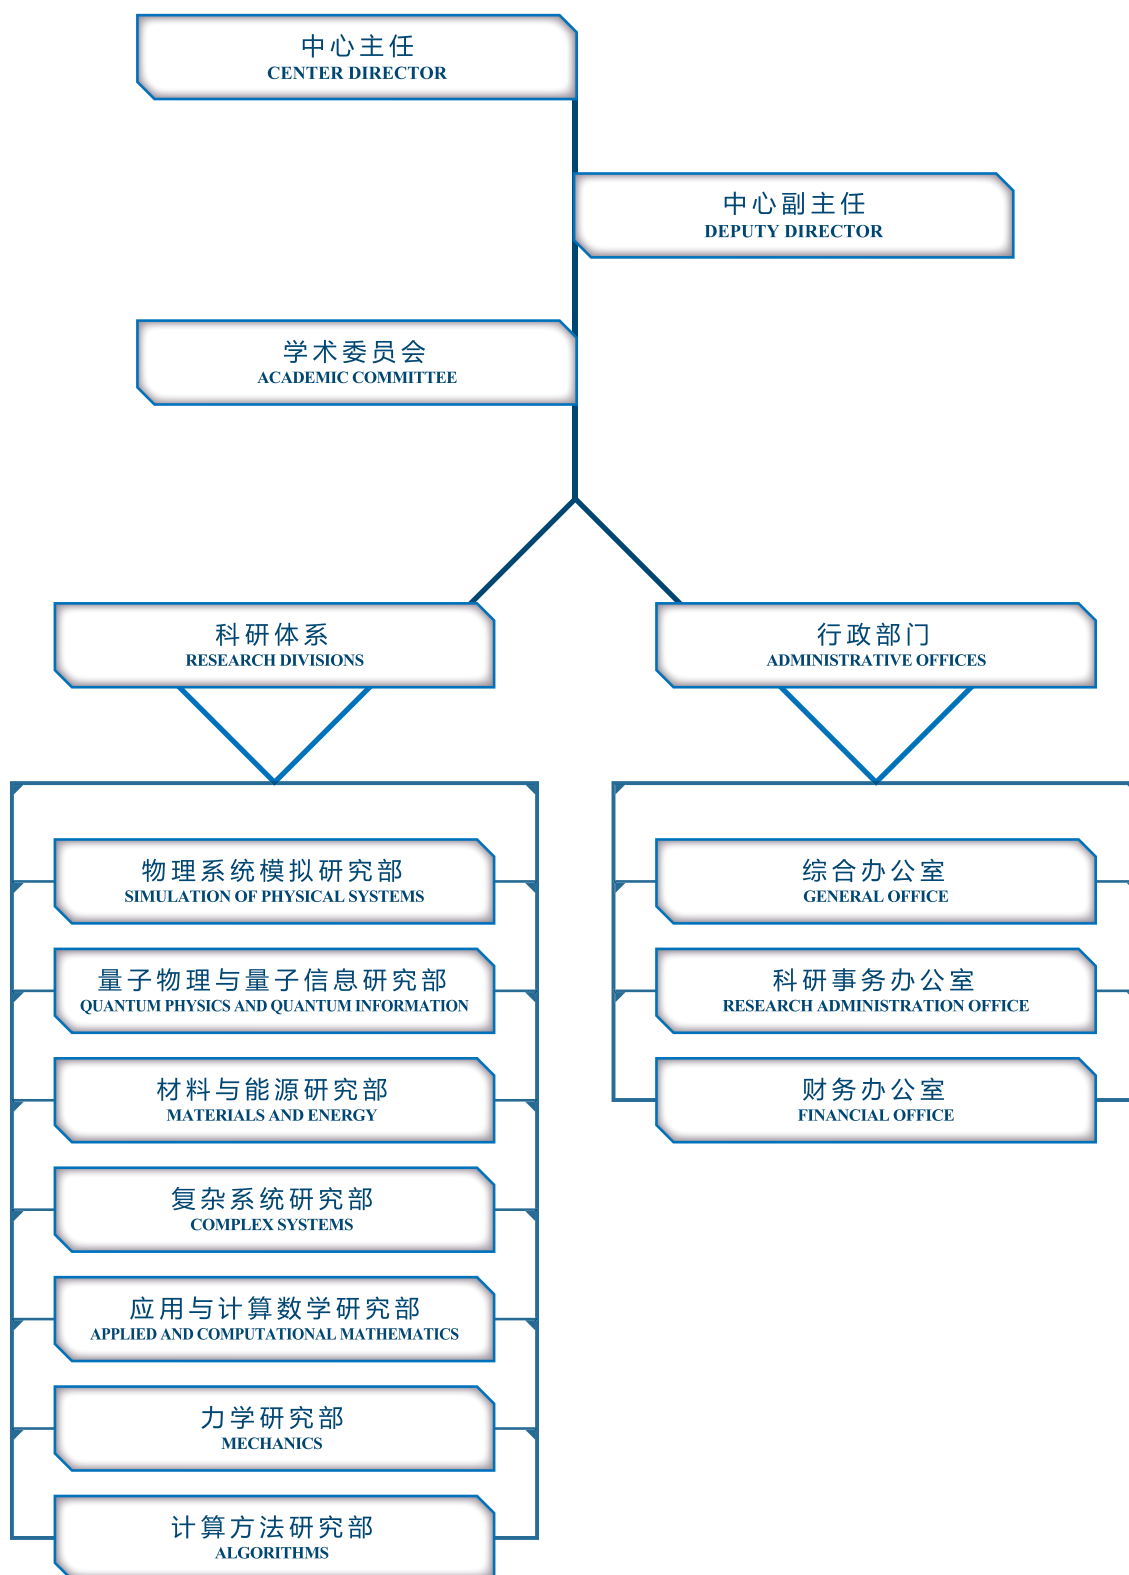 中心主任
CENTER DIRECTOR
中心副主任
DEPUTY DIRECTOR
学术委员会
ACADEMIC COMMITTEE
科研体系
RESEARCH DIVISIONS
行政部门
ADMINISTRATIVE OFFICES
物理系统模拟研究部
SIMULATION OF PHYSICAL SYSTEMS
量子物理与量子信息研究部
QUANTUM PHYSICS AND QUANTUM INFORMATION
材料与能源研究部
MATERIALS AND ENERGY
复杂系统研究部
COMPLEX SYSTEMS
应用与计算数学研究部
APPLIED AND COMPUTATIONAL MATHEMATICS
力学研究部
MECHANICS
计算方法研究部
ALGORITHMS
综合办公室
GENERAL OFFICE
科研事务办公室
RESEARCH ADMINISTRATION OFFICE
财务办公室
FINANCIAL OFFICE